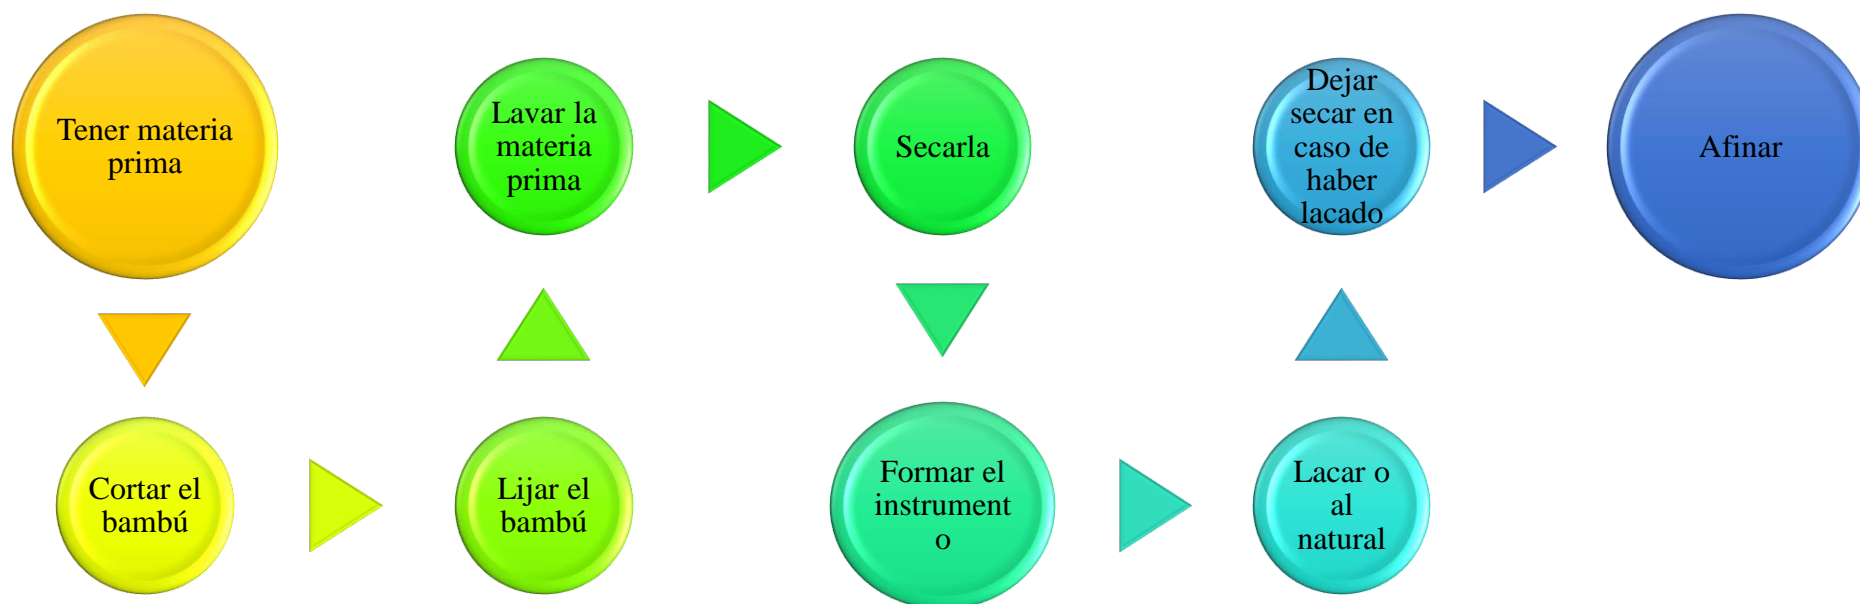 Tener materia
prima
Cortar el
bambú
Lijar el
bambú
Lavar la
materia
prima
Secarla
Formar el
instrument
o
Lacar o
al
natural
Dejar
secar en
caso de
haber
lacado
Afinar